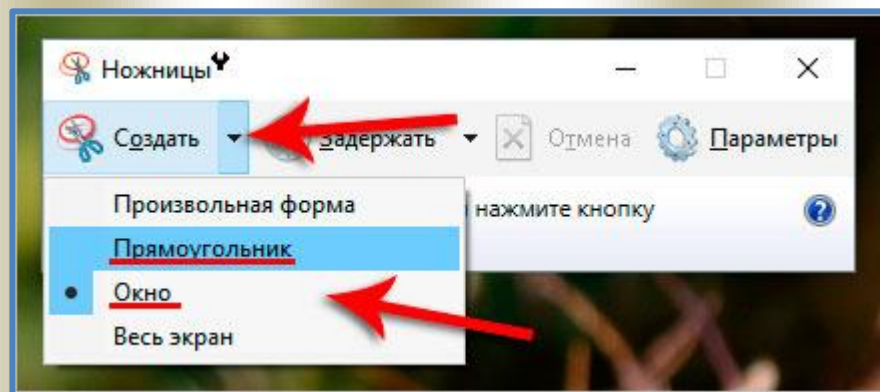 Ножницы
Создать Задержать Отмена Параметры
Произвольная форма нажмите кнопку
Прямоугольник
Окно
Весь экран